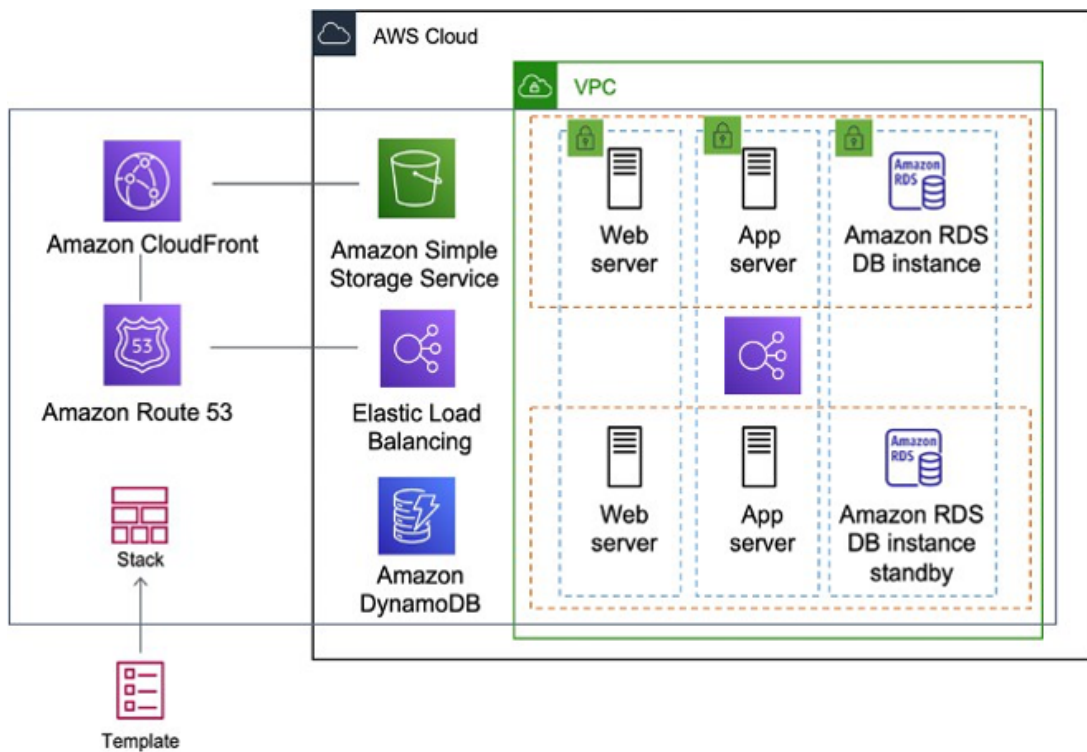 AWS Cloud
VPC
Amazon CloudFront
Amazon Simple
Storage Service
Web
server
App
server
Amazon
RDS
Amazon RDS
DB instance
53
Amazon Route 53
Elastic Load
Balancing
Stack
Amazon
DynamoDB
Web
server
App
server
Amazon
RDS
Amazon RDS
DB instance
standby
Template